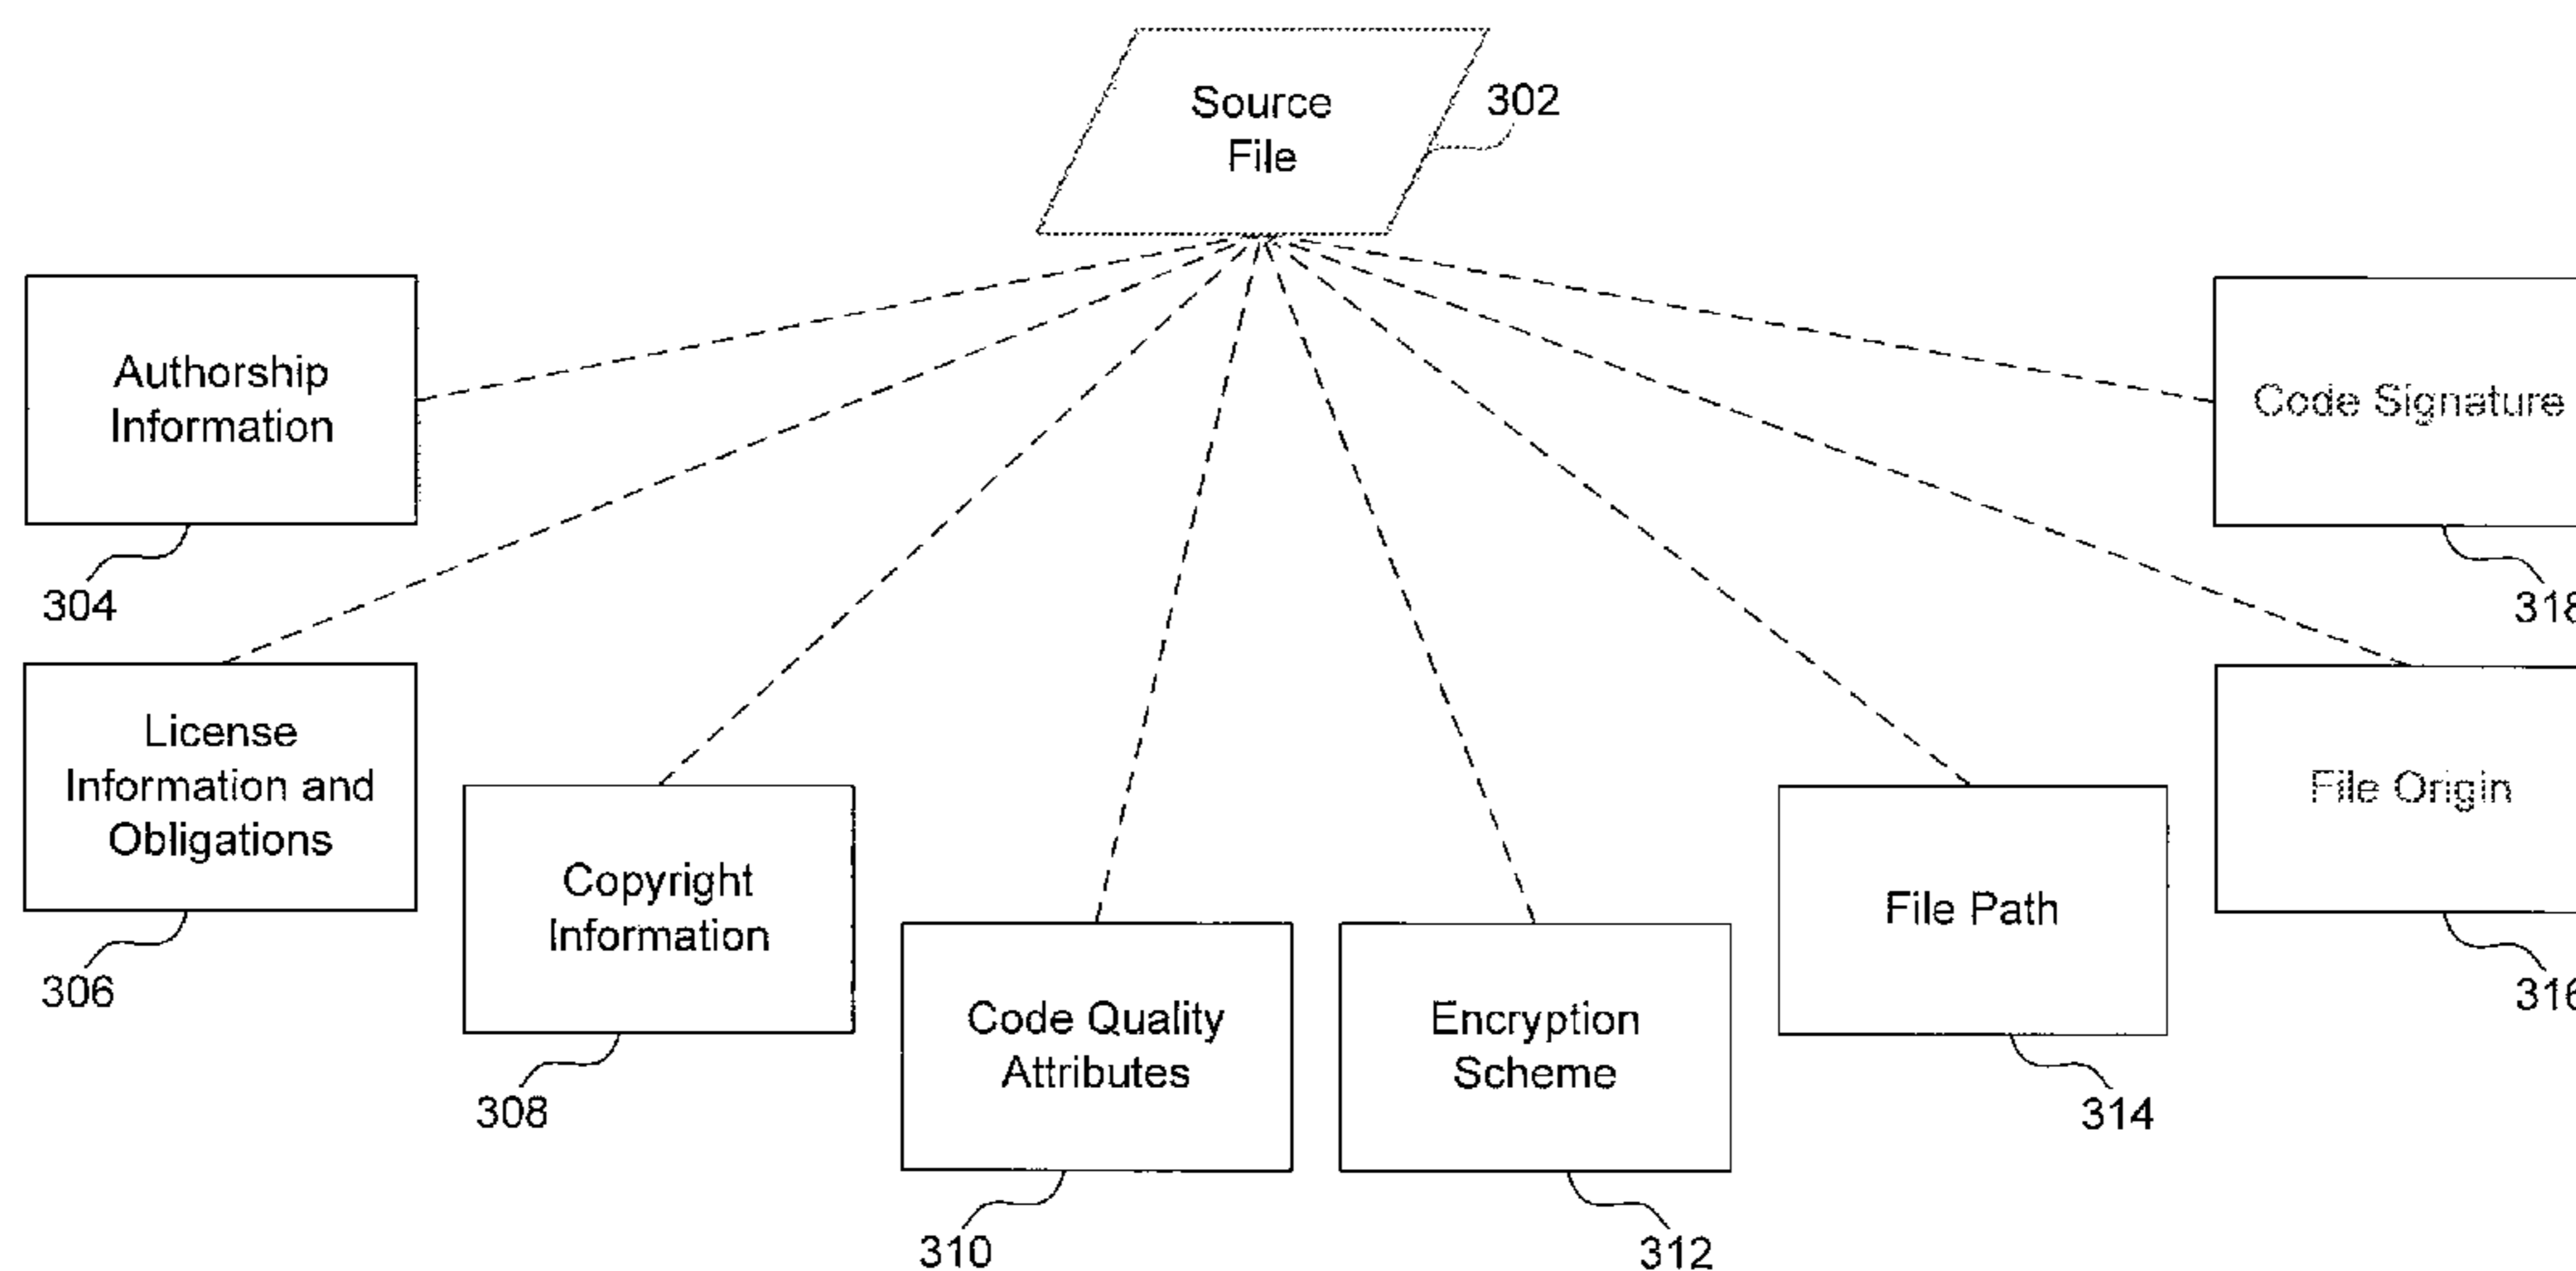 Source
File
302
Authorship
Information
304
Code Signature
318
License
Information and
Obligations
306
File Origin
316
Copyright
Information
308
File Path
314
Code Quality
Attributes
310
Encryption
Scheme
312